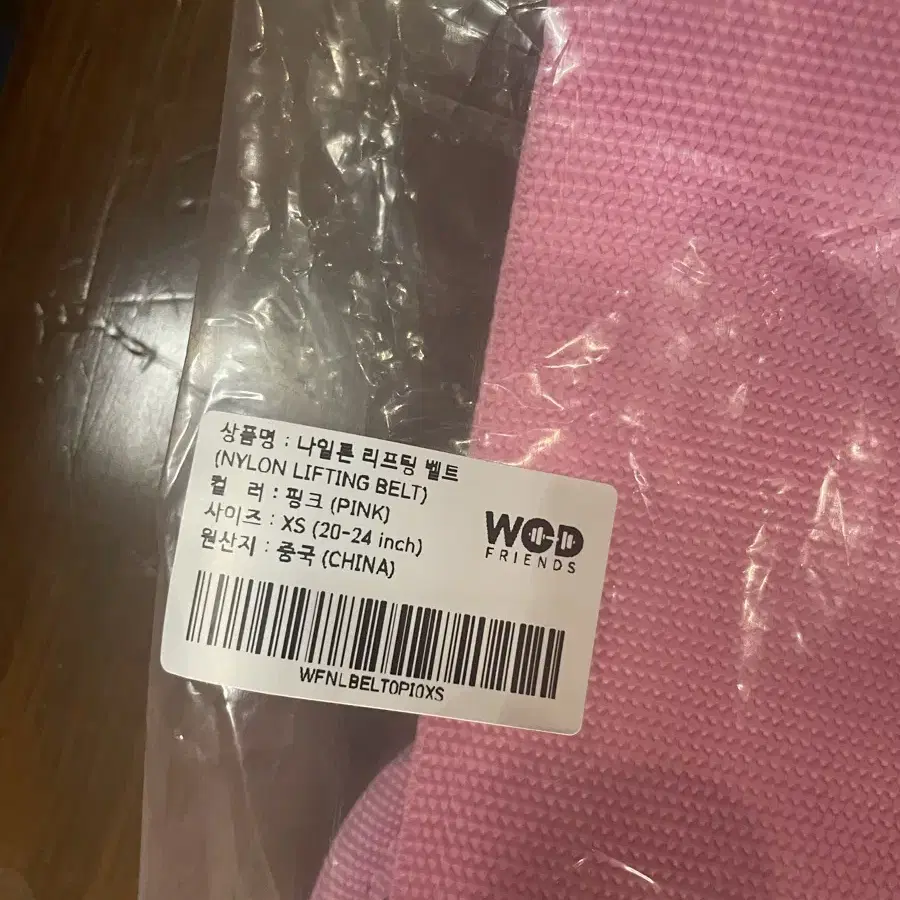 상품명 : 나일론 리프팅 벨트
(NYLON LIFTING BELT)
컬 러 : 핑크 (PINK)
사이즈 : XS (20-24 inch)
원산지 : 중국 (CHINA)
WOD
FRIENDS
WFNLBELT0PI0XS